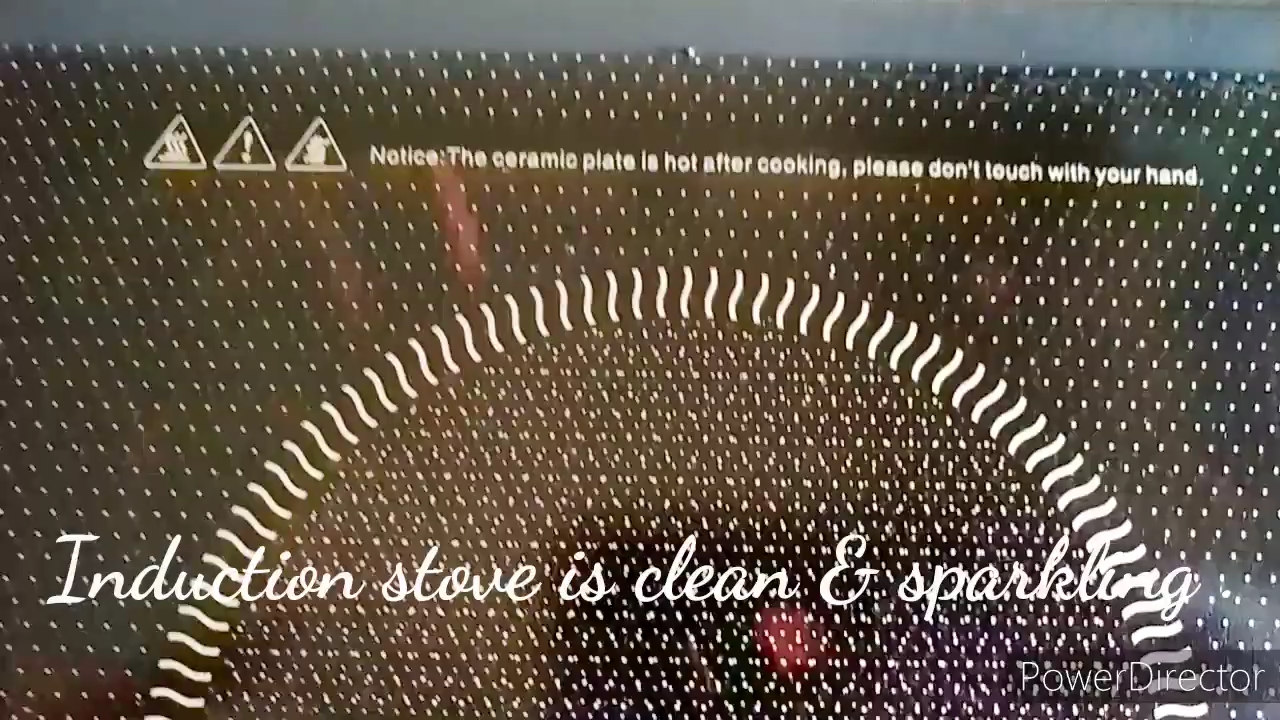 Notice:The ceramic plate is hot after cooking, please don't touch with your hand.
Induction stove is clean & sparkling.
PowerDirector